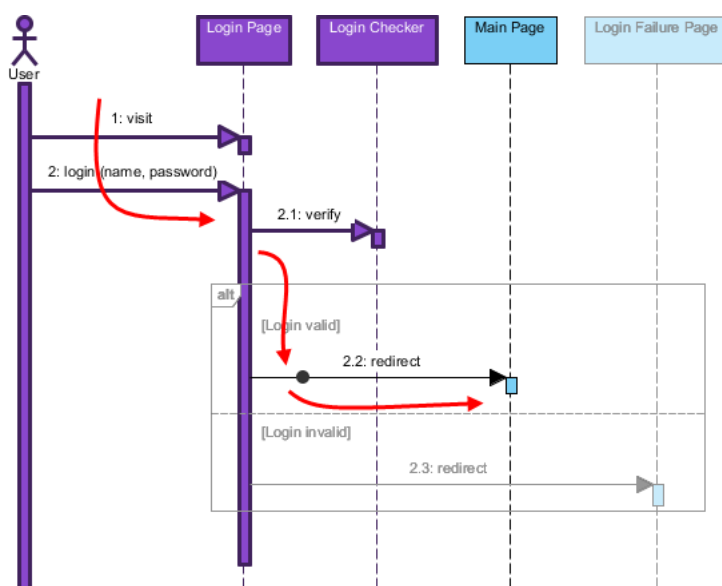 Login Page
Login Checker
Main Page
Login Failure Page
User
1: visit
2: login (name, password)
2.1: verify
alt
[Login valid]
2.2: redirect
[Login invalid]
2.3: redirect